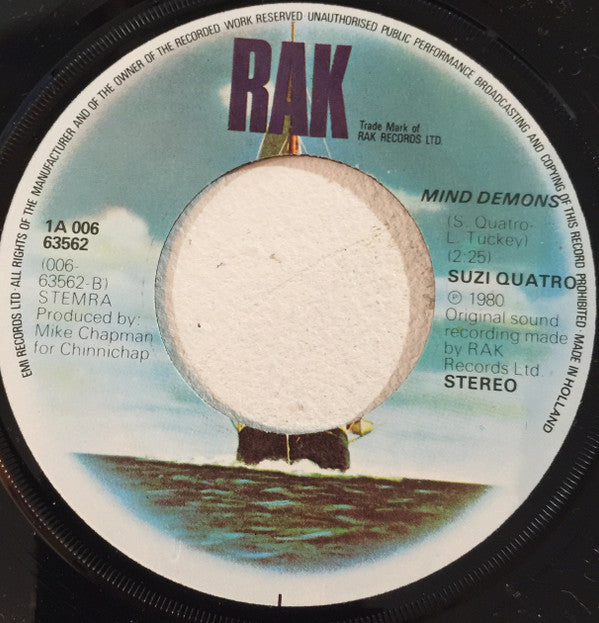 EMI RECORDS LTD ALL RIGHTS OF THE MANUFACTURER AND OF THE OWNER OF THE RECORDED WORK RESERVED UNAUTHORISED PUBLIC PERFORMANCE BROADCASTING AND COPYING OF THIS RECORD PROHIBITED · MADE IN HOLLAND
RAK
Trade Mark of
RAK RECORDS LTD.
MIND DEMONS
(S. Quatro-
L. Tuckey)
(2:25)
SUZI QUATRO
℗ 1980
Original sound
recording made
by RAK
Records Ltd.
STEREO
1A 006
63562
(006-
63562-B)
STEMRA
Produced by:
Mike Chapman
for Chinnichap